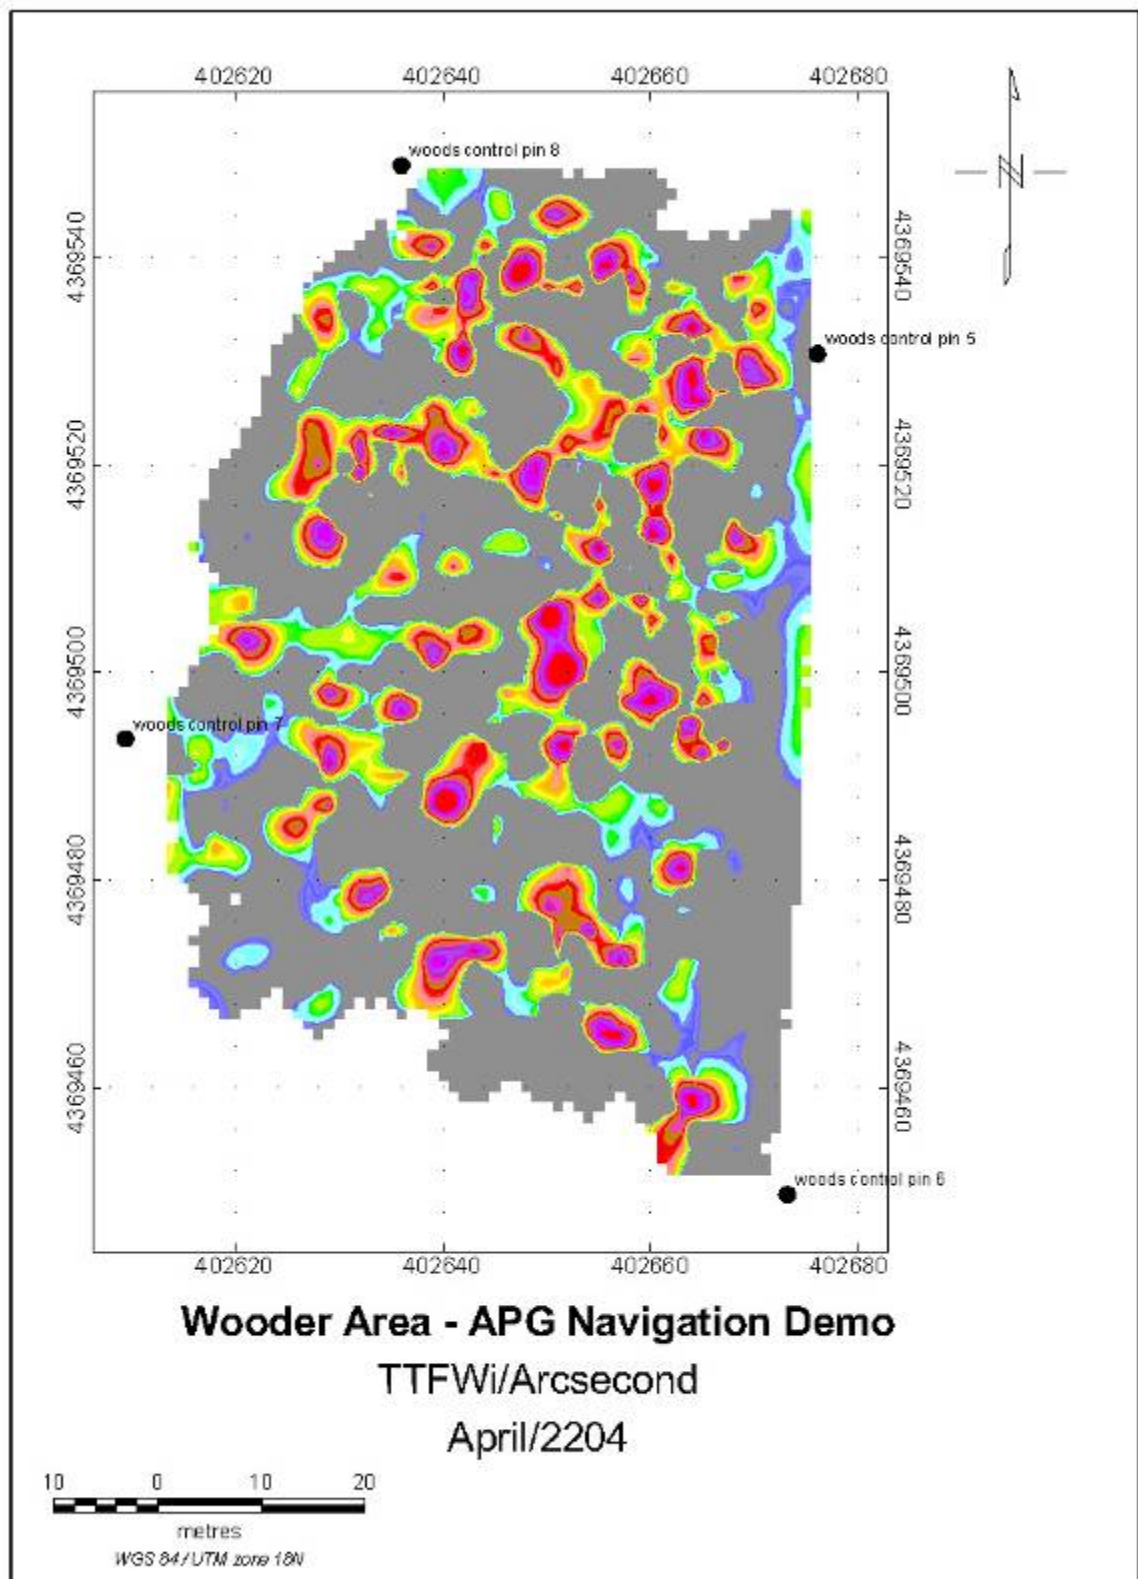 402620 402640 402660 402680
N
woods control pin 8
4369540 4369540
woods control pin 5
4369520 4369520
4369500 4369500
woods control pin 7
4369480 4369480
4369460 4369460
woods control pin 6
402620 402640 402660 402680
Wooder Area - APG Navigation Demo
TTFWi/Arcsecond
April/2204
10 0 10 20
metres
WGS 84 / UTM zone 18N